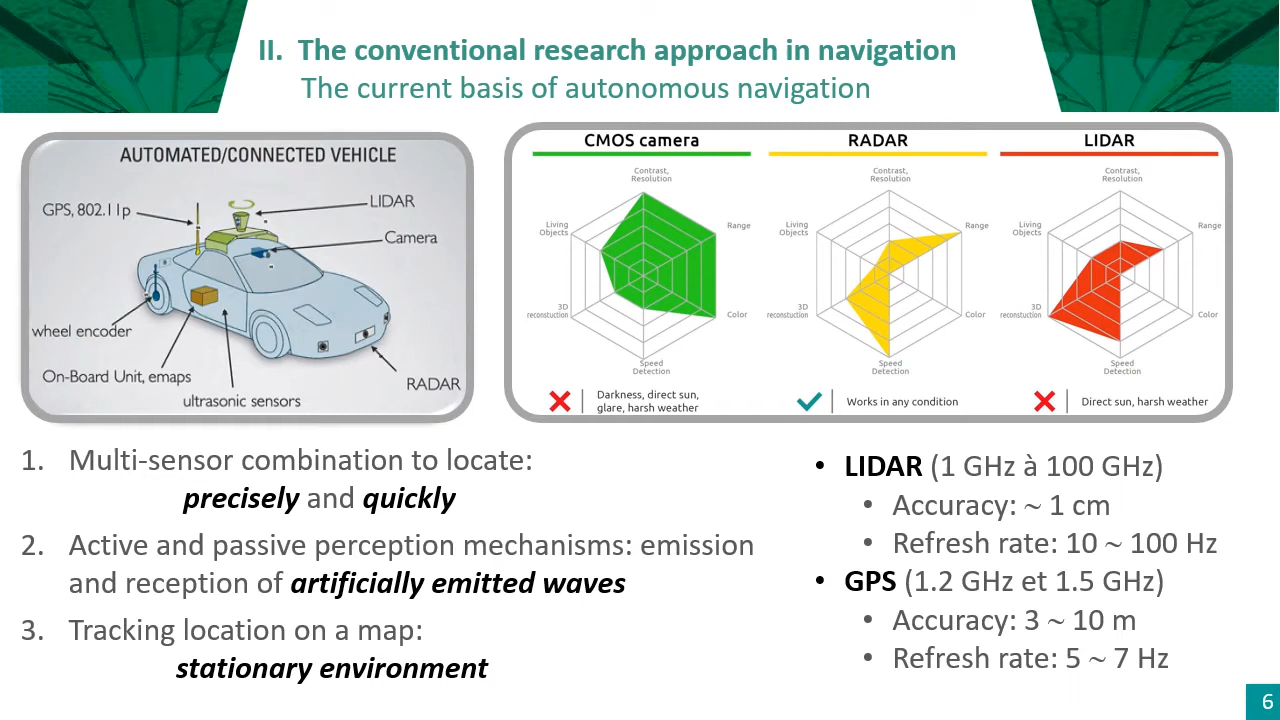 II. The conventional research approach in navigation
The current basis of autonomous navigation
AUTOMATED/CONNECTED VEHICLE
GPS, 802.11p
LIDAR
Camera
wheel encoder
On-Board Unit, emaps
ultrasonic sensors
RADAR
CMOS camera
Contrast,
Resolution
Living
Objects
Range
3D
reconstuction
Color
Speed
Detection
Darkness, direct sun,
glare, harsh weather
RADAR
Contrast,
Resolution
Living
Objects
Range
3D
reconstuction
Color
Speed
Detection
Works in any condition
LIDAR
Contrast,
Resolution
Living
Objects
Range
3D
reconstuction
Color
Speed
Detection
Direct sun, harsh weather
1. Multi-sensor combination to locate:
precisely and quickly
2. Active and passive perception mechanisms: emission
and reception of artificially emitted waves
3. Tracking location on a map:
stationary environment
• LIDAR (1 GHz à 100 GHz)
• Accuracy: ~ 1 cm
• Refresh rate: 10 ~ 100 Hz
• GPS (1.2 GHz et 1.5 GHz)
• Accuracy: 3 ~ 10 m
• Refresh rate: 5 ~ 7 Hz
6